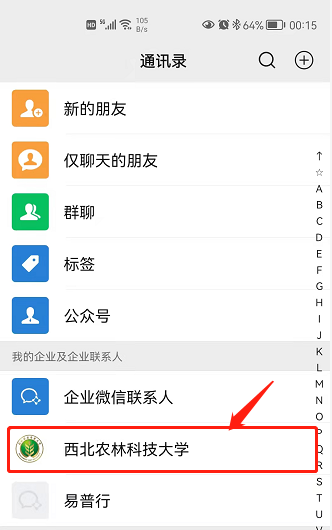 HD 5G 105 B/s 64% 00:15
通讯录
新的朋友
仅聊天的朋友
群聊
标签
公众号
我的企业及企业联系人
企业微信联系人
西北农林科技大学
易普行
↑
☆
A
B
C
D
E
F
G
H
I
J
K
L
M
N
O
P
Q
R
S
T
U
V